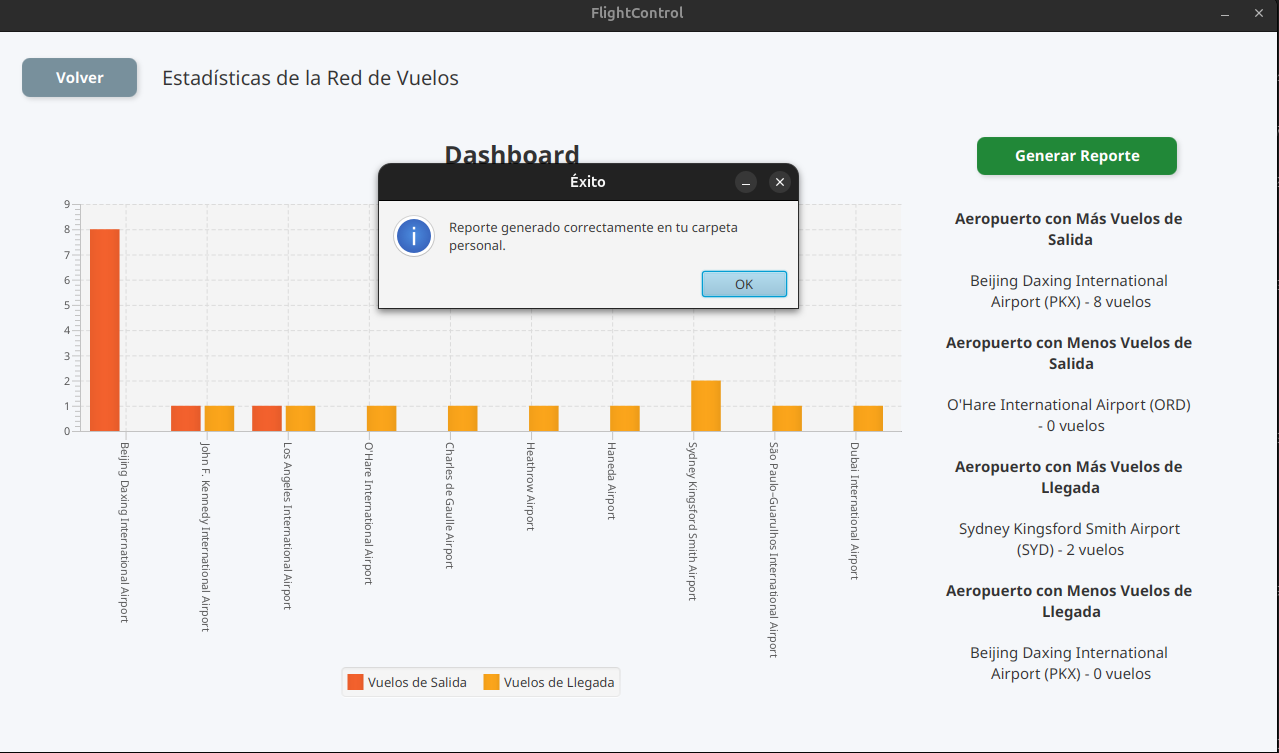 FlightControl
Volver
Estadísticas de la Red de Vuelos
Dashboard
Generar Reporte
Éxito
Reporte generado correctamente en tu carpeta
personal.
OK
9
8
7
6
5
4
3
2
1
0
Beijing Daxing International Airport
John F. Kennedy International Airport
Los Angeles International Airport
O'Hare International Airport
Charles de Gaulle Airport
Heathrow Airport
Haneda Airport
Sydney Kingsford Smith Airport
São Paulo–Guarulhos International Airport
Dubai International Airport
Vuelos de Salida
Vuelos de Llegada
Aeropuerto con Más Vuelos de
Salida
Beijing Daxing International
Airport (PKX) - 8 vuelos
Aeropuerto con Menos Vuelos de
Salida
O'Hare International Airport (ORD)
- 0 vuelos
Aeropuerto con Más Vuelos de
Llegada
Sydney Kingsford Smith Airport
(SYD) - 2 vuelos
Aeropuerto con Menos Vuelos de
Llegada
Beijing Daxing International
Airport (PKX) - 0 vuelos